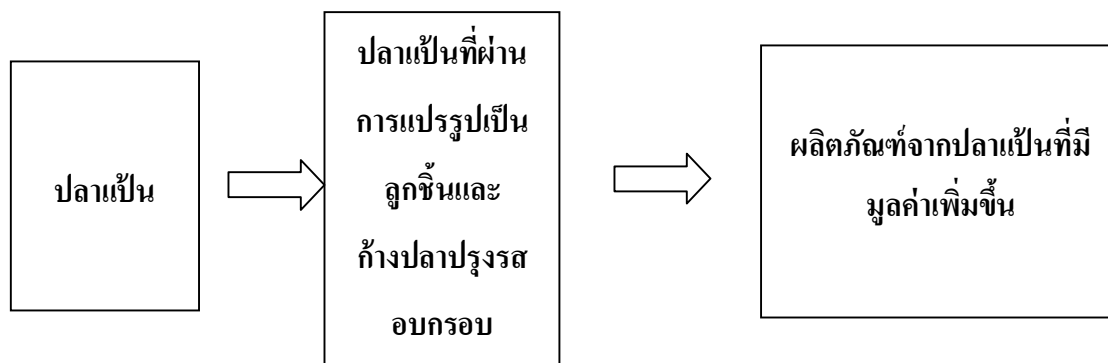 ปลาแป้น
ปลาแป้นที่ผ่าน
การแปรรูปเป็น
ลูกชิ้นและ
ก้างปลาปรุงรส
อบกรอบ
ผลิตภัณฑ์จากปลาแป้นที่มี
มูลค่าเพิ่มขึ้น